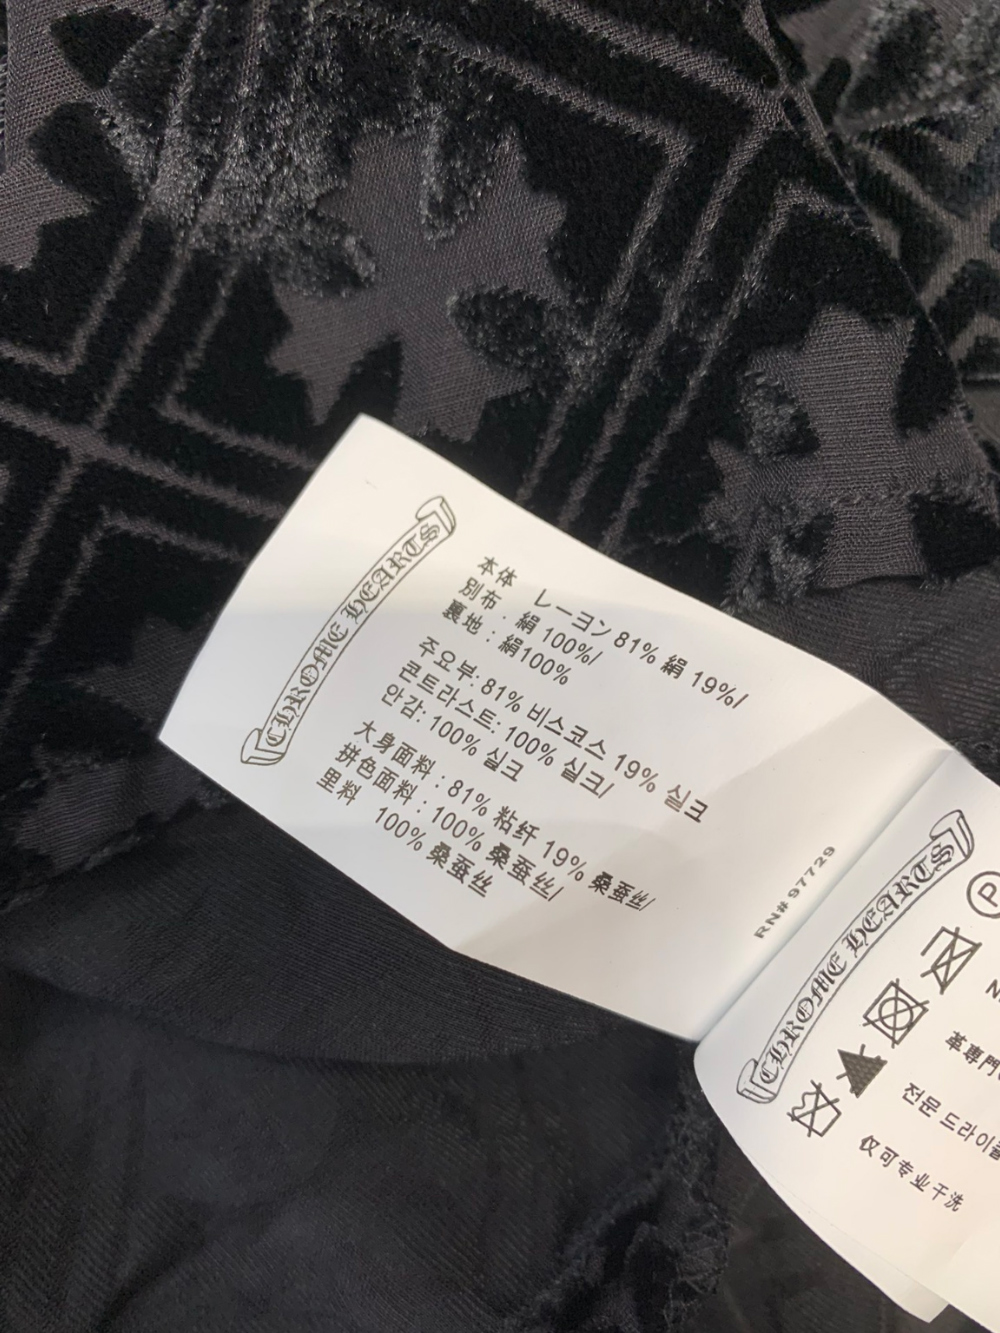 CHROME HEARTS
本体 レーヨン 81% 絹 19%/
別布 : 絹 100%/
裏地 : 絹100%
주요부: 81% 비스코스 19% 실크
콘트라스트: 100% 실크/
안감: 100% 실크
大身面料 : 81% 粘纤 19% 桑蚕丝/
拼色面料 : 100% 桑蚕丝/
里料 100% 桑蚕丝
RN# 97729
CHROME HEARTS
P
革専門
전문 드라이
仅可专业干洗